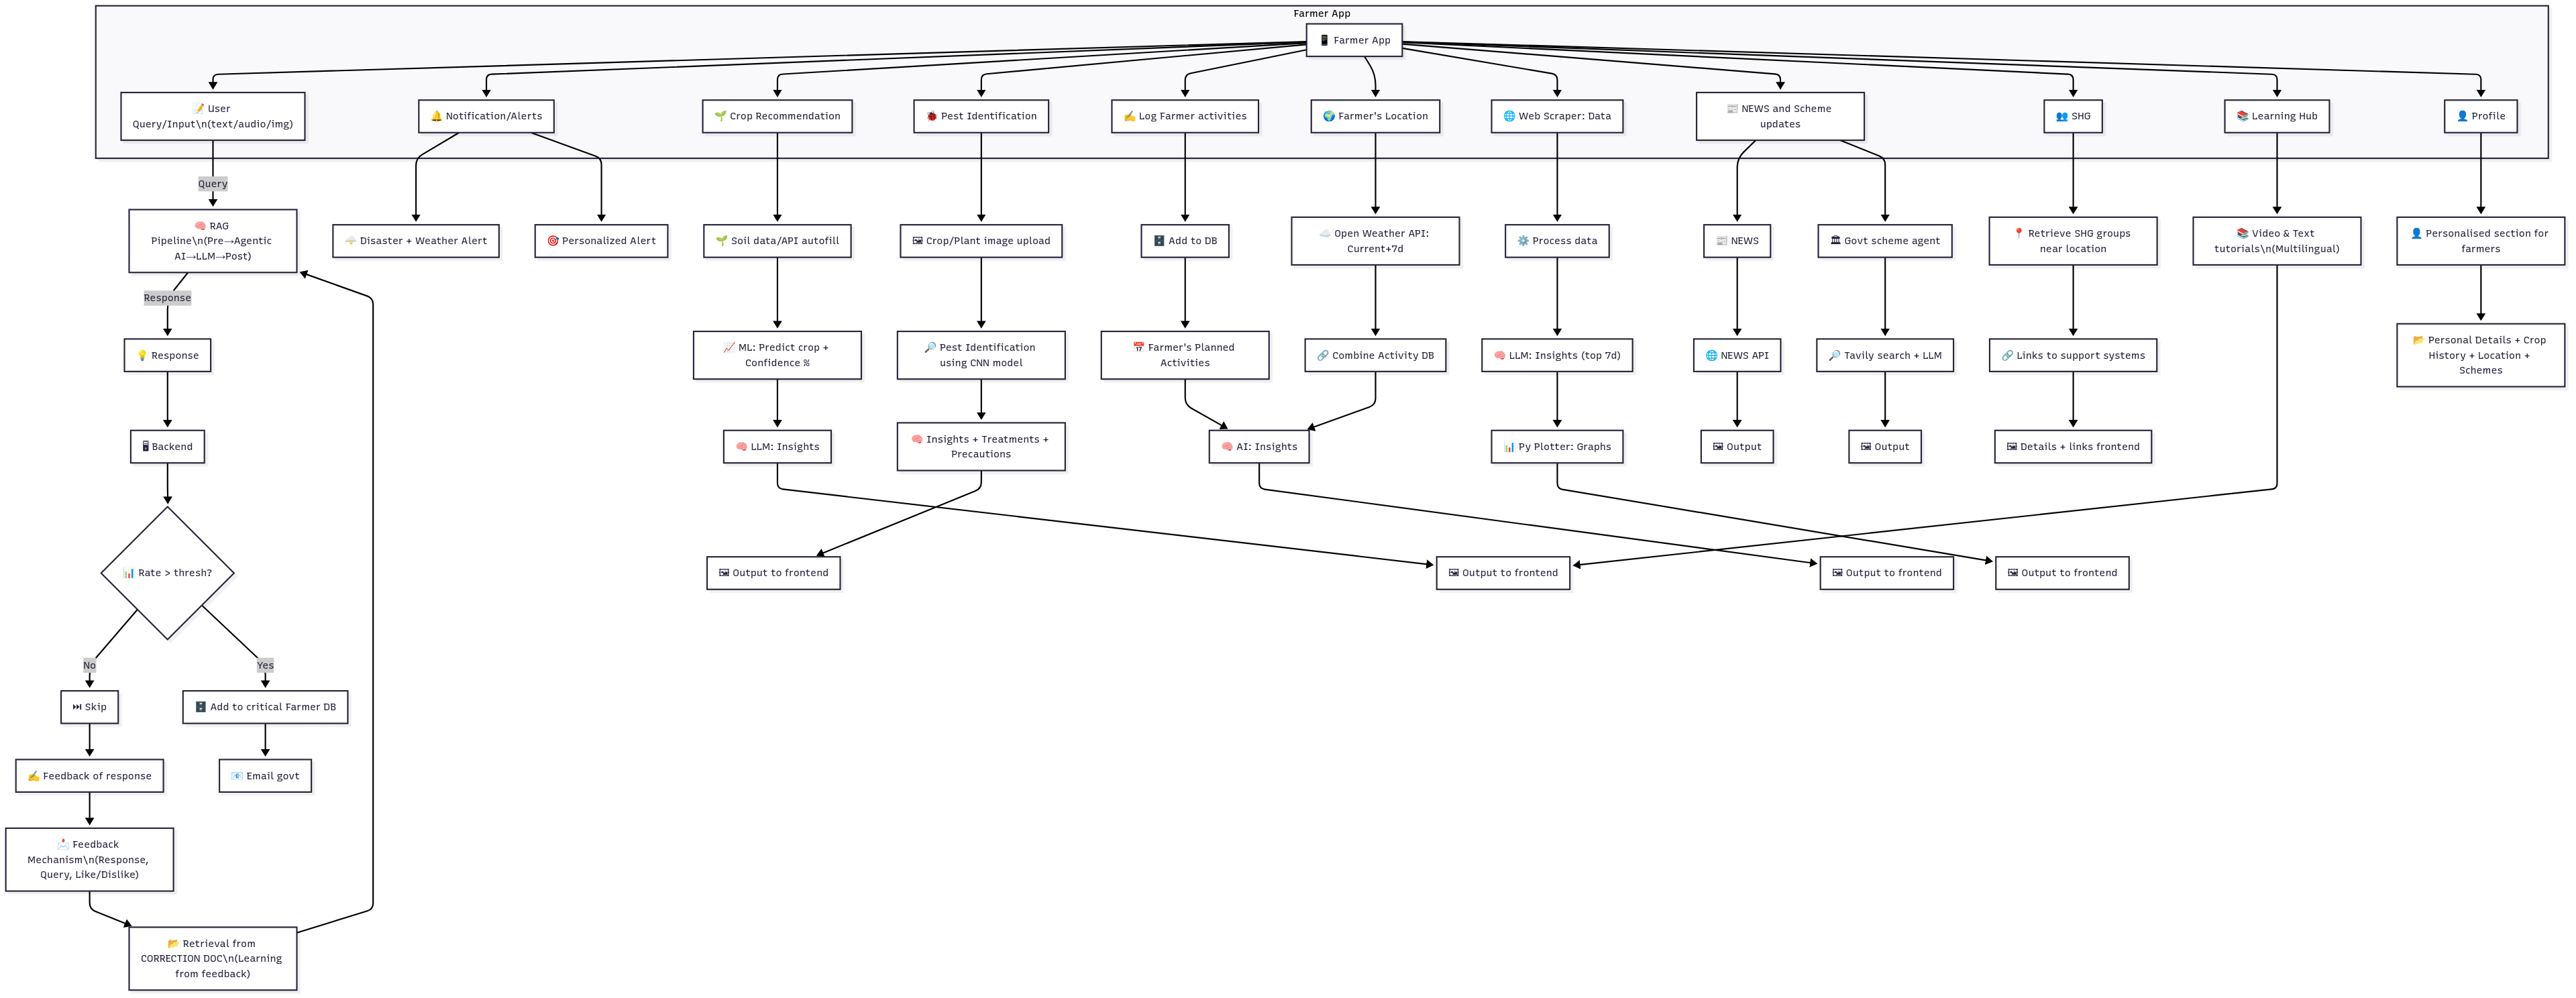 Farmer App
📱 Farmer App
📝 User
Query/Input\n(text/audio/img)
🔔 Notification/Alerts
🌱 Crop Recommendation
🐞 Pest Identification
✍️ Log Farmer activities
🌍 Farmer's Location
🌐 Web Scraper: Data
📰 NEWS and Scheme
updates
👥 SHG
📚 Learning Hub
👤 Profile
Query
🧠 RAG
Pipeline\n(Pre→Agentic
AI→LLM→Post)
🌩️ Disaster + Weather Alert
🎯 Personalized Alert
🌱 Soil data/API autofill
🖼 Crop/Plant image upload
🗄️ Add to DB
☁️ Open Weather API:
Current+7d
⚙️ Process data
📰 NEWS
🏛 Govt scheme agent
📍 Retrieve SHG groups
near location
📚 Video & Text
tutorials\n(Multilingual)
👤 Personalised section for
farmers
Response
💡 Response
📈 ML: Predict crop +
Confidence %
🔎 Pest Identification
using CNN model
📅 Farmer's Planned
Activities
🔗 Combine Activity DB
🧠 LLM: Insights (top 7d)
🌐 NEWS API
🔎 Tavily search + LLM
🔗 Links to support systems
📂 Personal Details + Crop
History + Location +
Schemes
🖥 Backend
🧠 LLM: Insights
🧠 Insights + Treatments +
Precautions
🧠 AI: Insights
📊 Py Plotter: Graphs
🖼 Output
🖼 Output
🖼 Details + links frontend
📊 Rate > thresh?
🖼 Output to frontend
🖼 Output to frontend
🖼 Output to frontend
🖼 Output to frontend
No
Yes
⏭ Skip
🗄️ Add to critical Farmer DB
✍️ Feedback of response
📧 Email govt
📩 Feedback
Mechanism\n(Response,
Query, Like/Dislike)
📂 Retrieval from
CORRECTION DOC\n(Learning
from feedback)